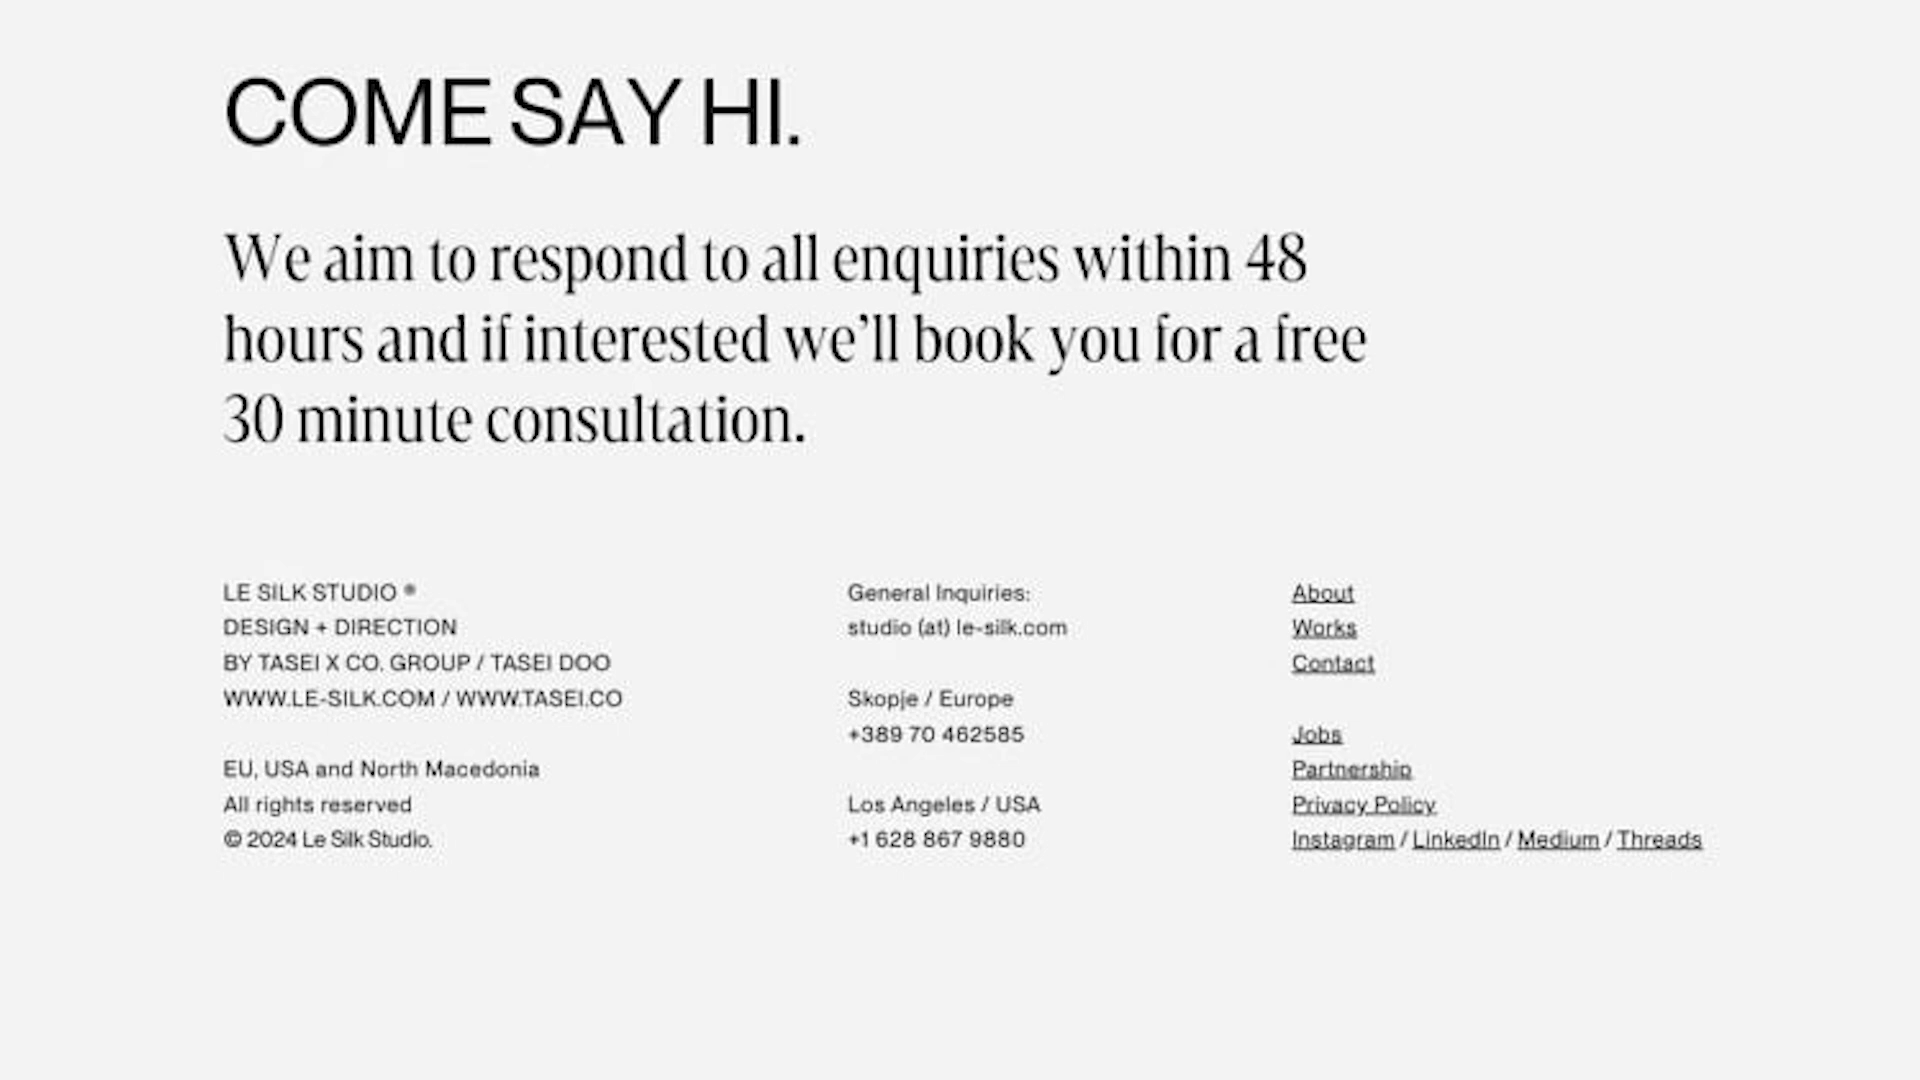 COME SAY HI.
We aim to respond to all enquiries within 48
hours and if interested we’ll book you for a free
30 minute consultation.
LE SILK STUDIO ®
DESIGN + DIRECTION
BY TASEI X CO. GROUP / TASEI DOO
WWW.LE-SILK.COM / WWW.TASEI.CO
EU, USA and North Macedonia
All rights reserved
© 2024 Le Silk Studio.
General Inquiries:
studio (at) le-silk.com
Skopje / Europe
+389 70 462585
Los Angeles / USA
+1 628 867 9880
About
Works
Contact
Jobs
Partnership
Privacy Policy
Instagram / LinkedIn / Medium / Threads